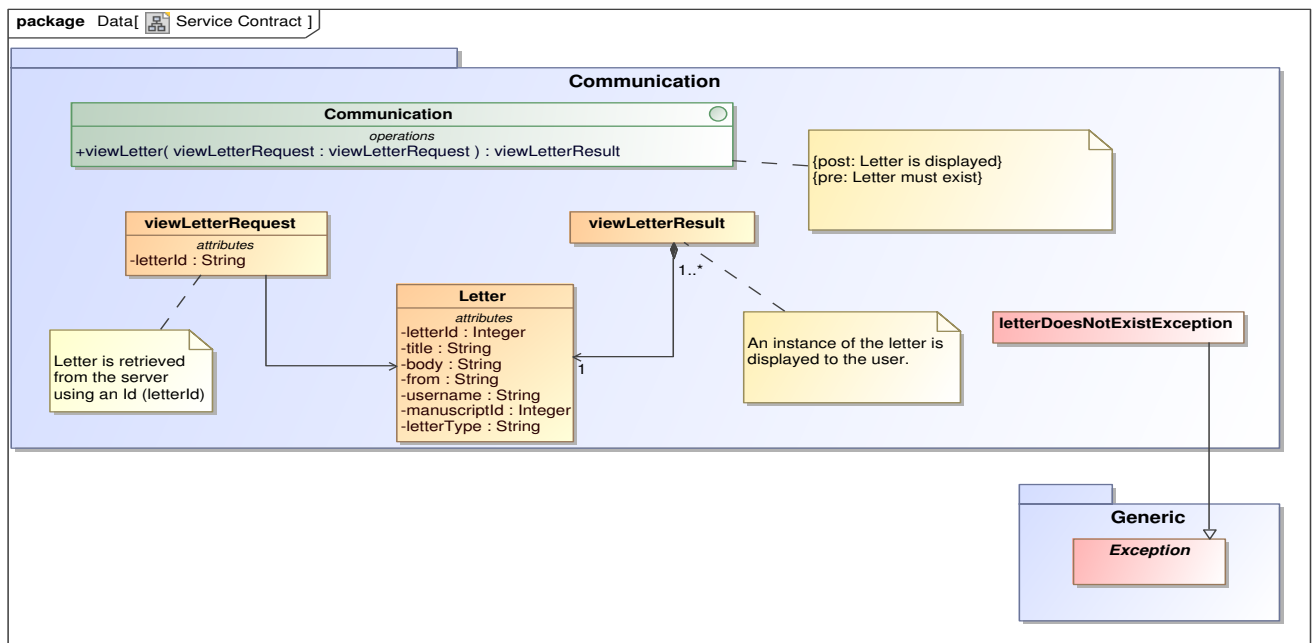 package Data[ Service Contract ]
Communication
Communication
operations
+viewLetter( viewLetterRequest : viewLetterRequest ) : viewLetterResult
{post: Letter is displayed}
{pre: Letter must exist}
viewLetterRequest
attributes
-letterId : String
viewLetterResult
1..*
Letter
attributes
-letterId : Integer
-title : String
-body : String
-from : String
-username : String
-manuscriptId : Integer
-letterType : String
1
Letter is retrieved
from the server
using an Id (letterId)
An instance of the letter is
displayed to the user.
letterDoesNotExistException
Generic
Exception